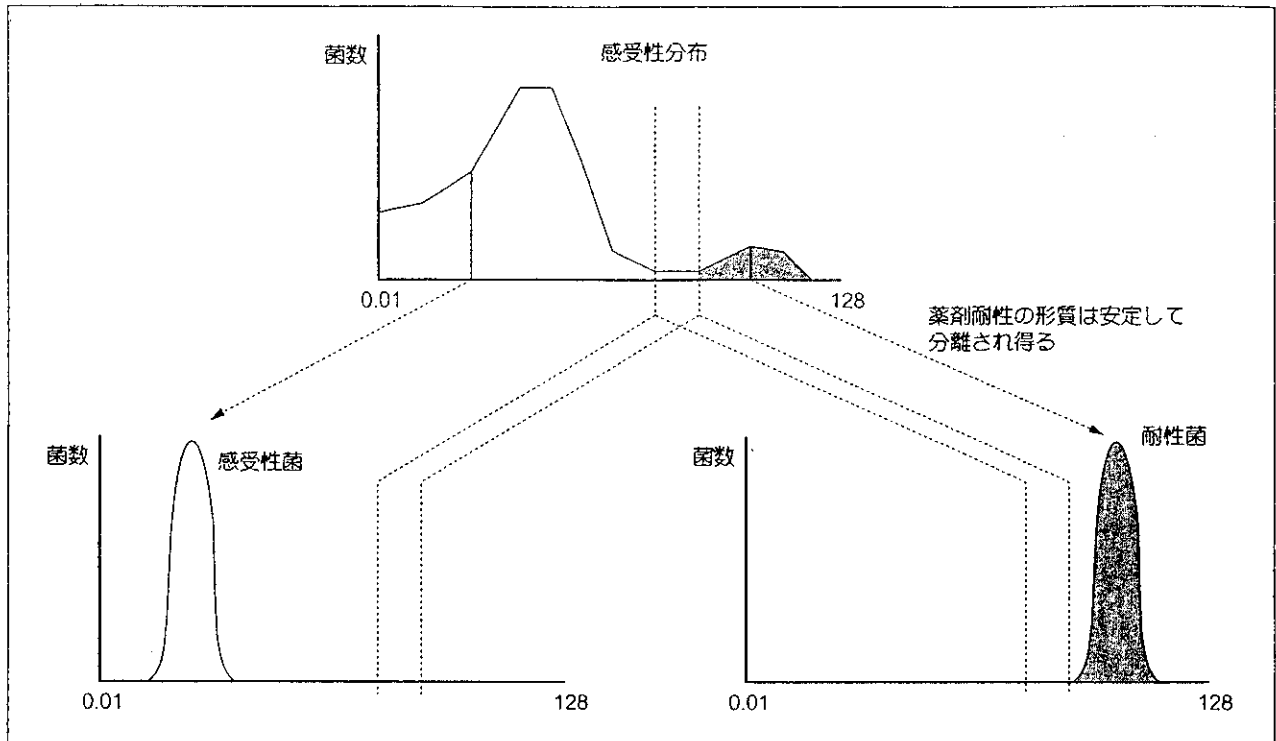 菌数
感受性分布
0.01
128
薬剤耐性の形質は安定して
分離され得る
菌数
感受性菌
0.01
128
菌数
耐性菌
0.01
128